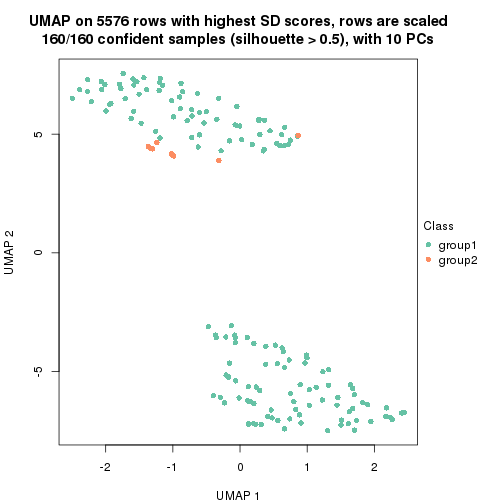 UMAP on 5576 rows with highest SD scores, rows are scaled
160/160 confident samples (silhouette > 0.5), with 10 PCs
5
0
-5
UMAP 2
Class
group1
group2
-2 -1 0 1 2
UMAP 1